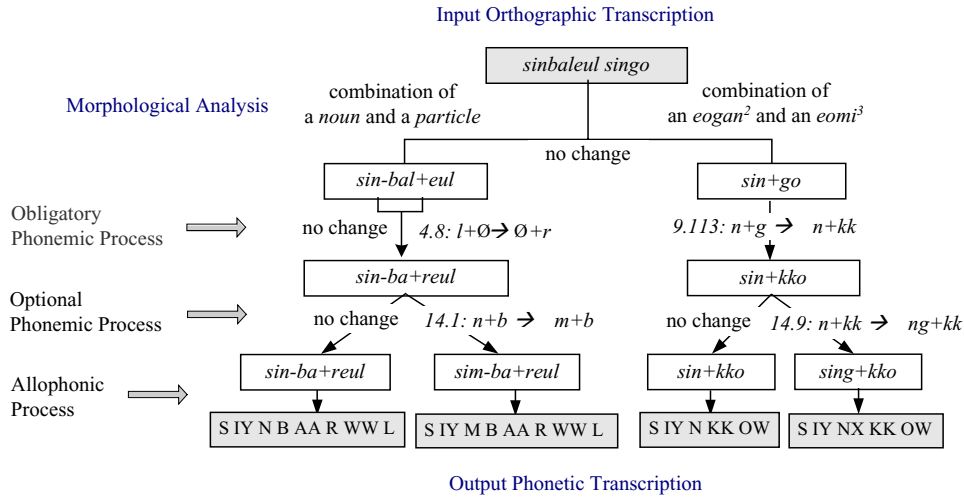 Input Orthographic Transcription
sinbaleul singo
Morphological Analysis
combination of
a noun and a particle
combination of
an eogan² and an eomi³
no change
sin-bal+eul
sin+go
Obligatory
Phonemic Process
no change
4.8: l+Ø→ Ø+r
9.113: n+g → n+kk
sin-ba+reul
sin+kko
Optional
Phonemic Process
no change
14.1: n+b → m+b
no change
14.9: n+kk → ng+kk
sin-ba+reul
sim-ba+reul
sin+kko
sing+kko
Allophonic
Process
S IY N B AA R WW L
S IY M B AA R WW L
S IY N KK OW
S IY NX KK OW
Output Phonetic Transcription